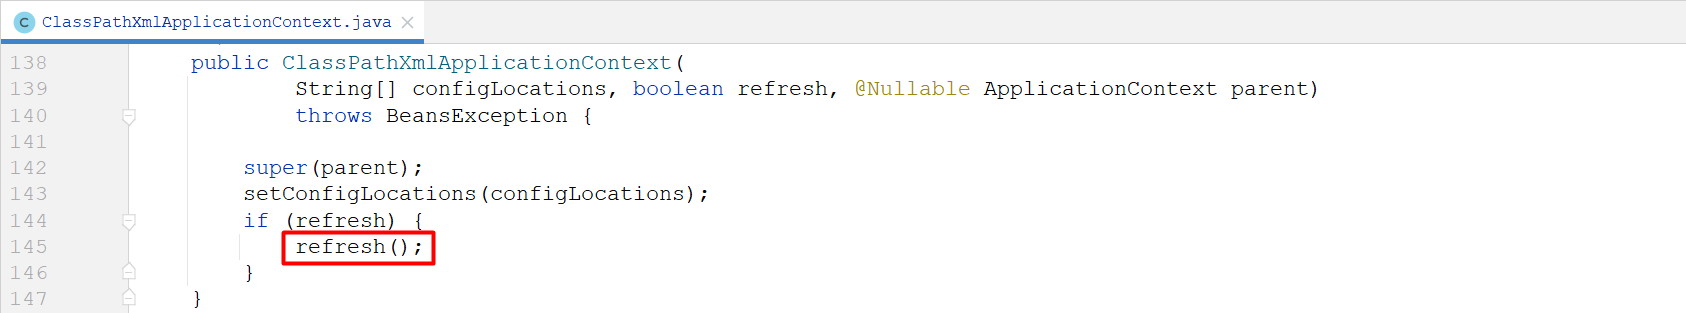 C ClassPathXmlApplicationContext.java
138 public ClassPathXmlApplicationContext(
139 String[] configLocations, boolean refresh, @Nullable ApplicationContext parent)
140 throws BeansException {
141
142 super(parent);
143 setConfigLocations(configLocations);
144 if (refresh) {
145 refresh();
146 }
147 }